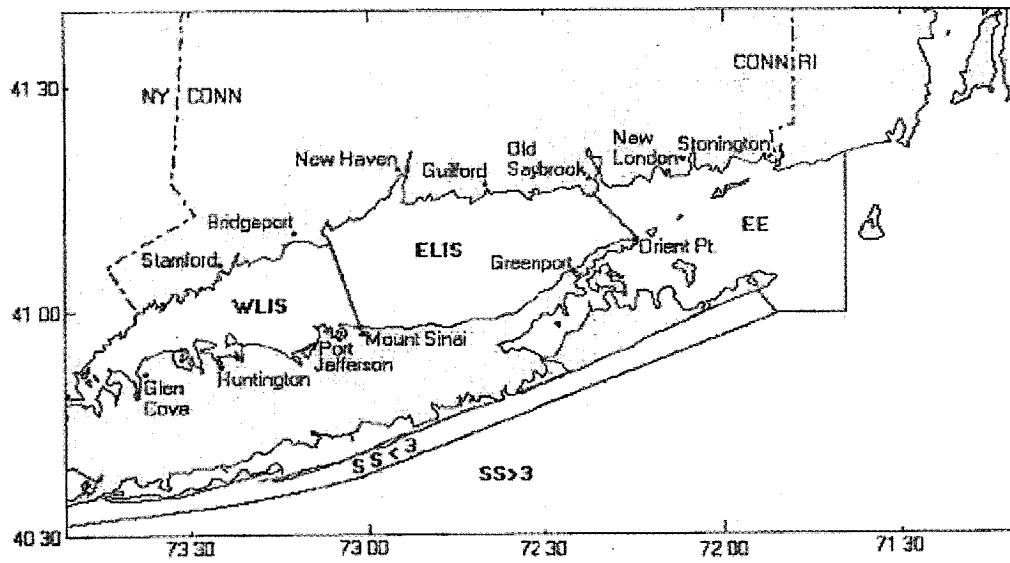 41 30
NY CONN
CONN RI
New Haven
Guilford
Old
Saybrook
New
London
Stonington
Bridgeport
Stamford
ELIS
EE
Orient Pt.
Greenport
WLIS
41 00
Mount Sinai
Port
Jefferson
Huntington
Glen
Cove
SS<3
SS>3
40 30
73 30
73 00
72 30
72 00
71 30